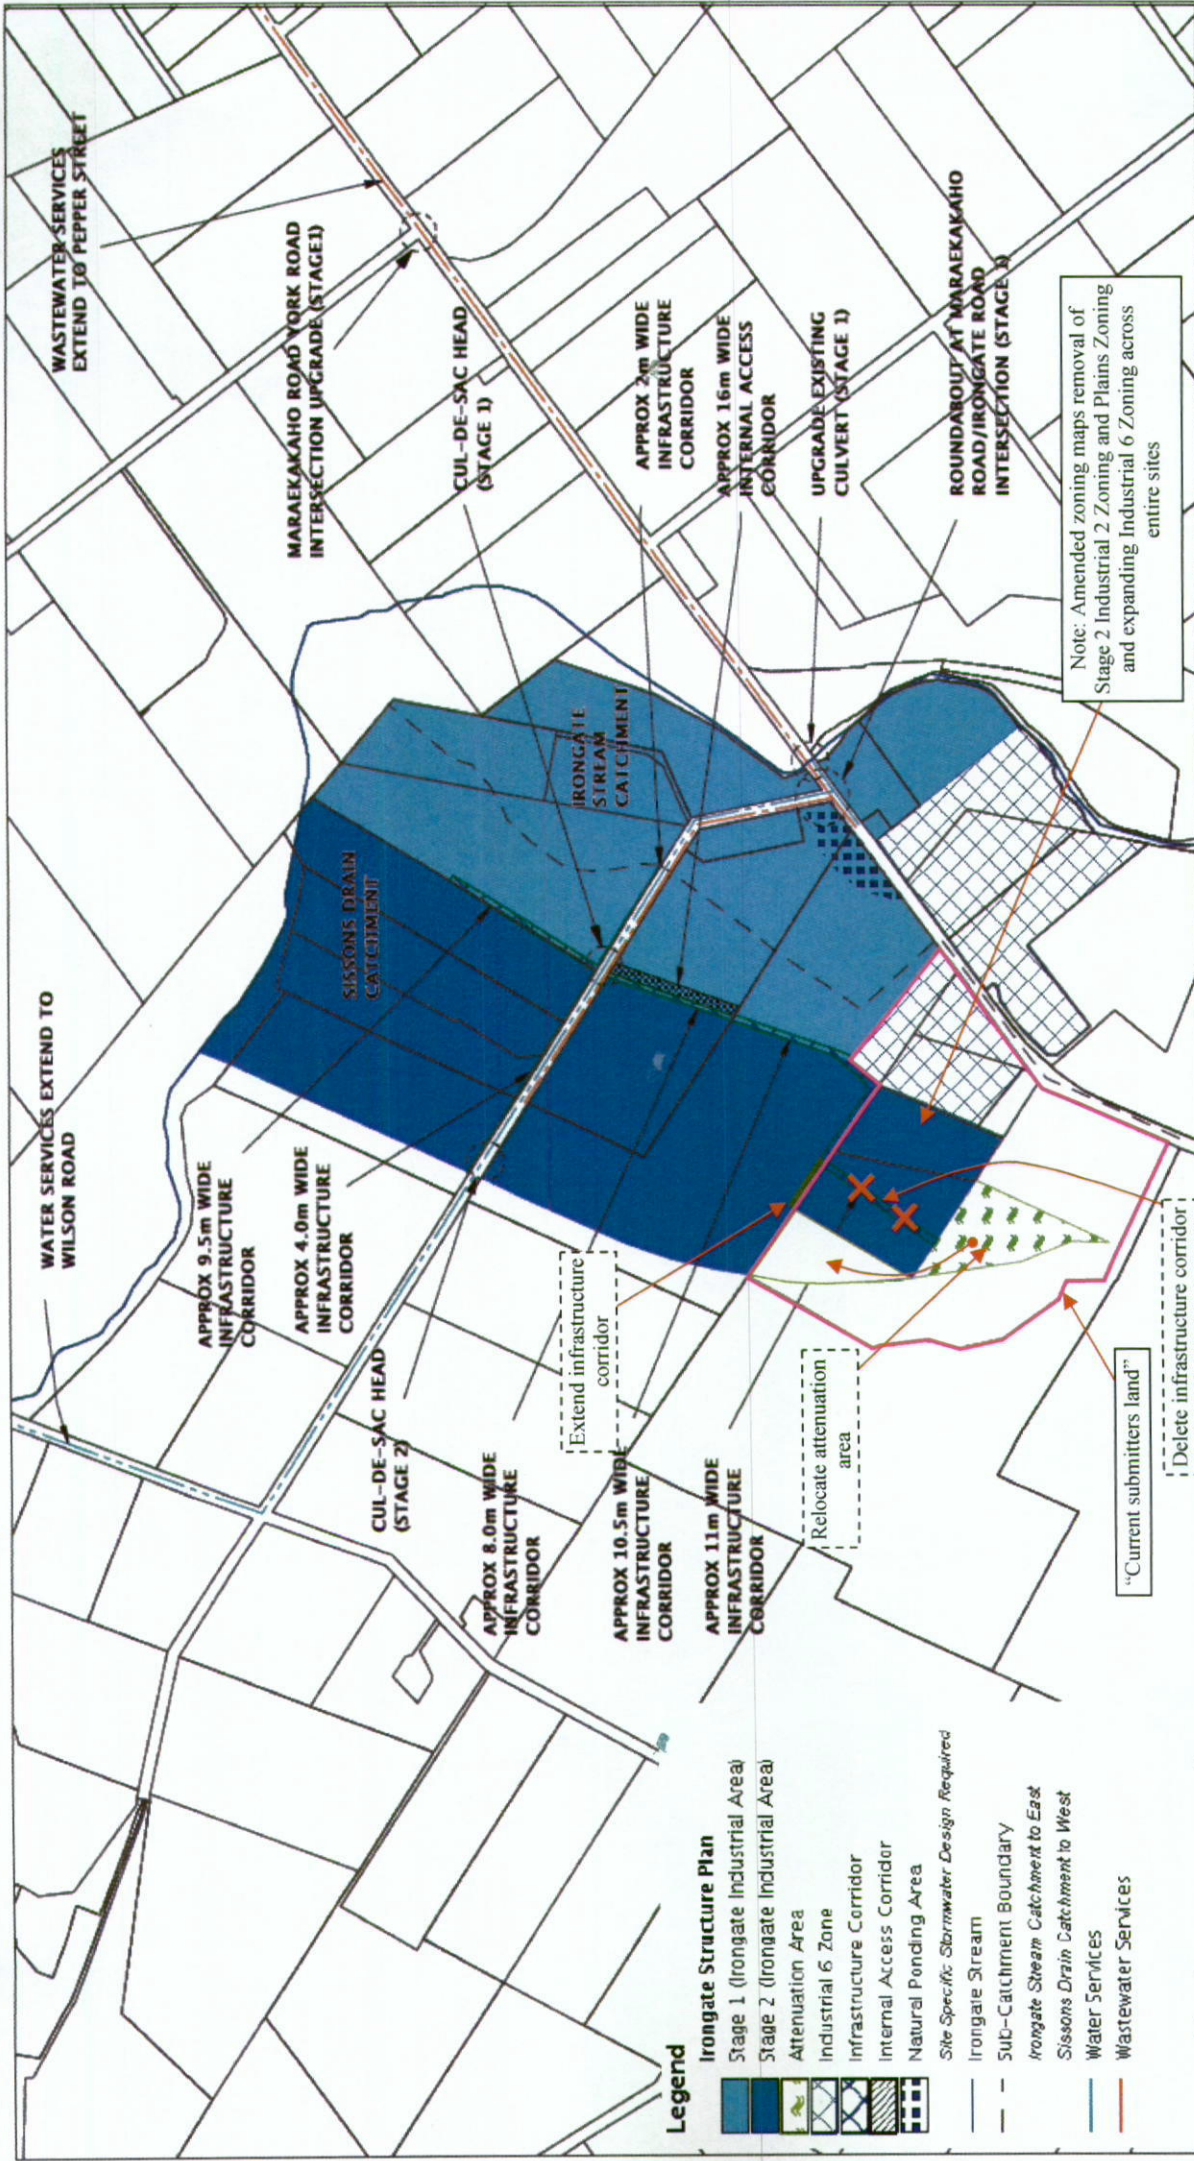 WASTEWATER SERVICES
EXTEND TO PEPPER STREET
MARAEKAKAHO ROAD YORK ROAD
INTERSECTION UPGRADE (STAGE1)
CUL-DE-SAC HEAD
(STAGE 1)
APPROX 2m WIDE
INFRASTRUCTURE
CORRIDOR
APPROX 16m WIDE
INTERNAL ACCESS
CORRIDOR
UPGRADE EXISTING
CULVERT (STAGE 1)
ROUNDABOUT AT MARAEKAKAHO
ROAD/IRONGATE ROAD
INTERSECTION (STAGE 1)
Note: Amended zoning maps removal of
Stage 2 Industrial 2 Zoning and Plains Zoning
and expanding Industrial 6 Zoning across
entire sites
IRONGATE
STREAM
CATCHMENT
SISSONS DRAIN
CATCHMENT
WATER SERVICES EXTEND TO
WILSON ROAD
APPROX 9.5m WIDE
INFRASTRUCTURE
CORRIDOR
APPROX 4.0m WIDE
INFRASTRUCTURE
CORRIDOR
CUL-DE-SAC HEAD
(STAGE 2)
APPROX 8.0m WIDE
INFRASTRUCTURE
CORRIDOR
Extend infrastructure
corridor
APPROX 10.5m WIDE
INFRASTRUCTURE
CORRIDOR
APPROX 11m WIDE
INFRASTRUCTURE
CORRIDOR
Relocate attenuation
area
"Current submitters land"
Delete infrastructure corridor
Legend
Irongate Structure Plan
Stage 1 (Irongate Industrial Area)
Stage 2 (Irongate Industrial Area)
Attenuation Area
Industrial 6 Zone
Infrastructure Corridor
Internal Access Corridor
Natural Ponding Area
Site Specific Stormwater Design Required
Irongate Stream
Sub-Catchment Boundary
Irongate Stream Catchment to East
Sissons Drain Catchment to West
Water Services
Wastewater Services